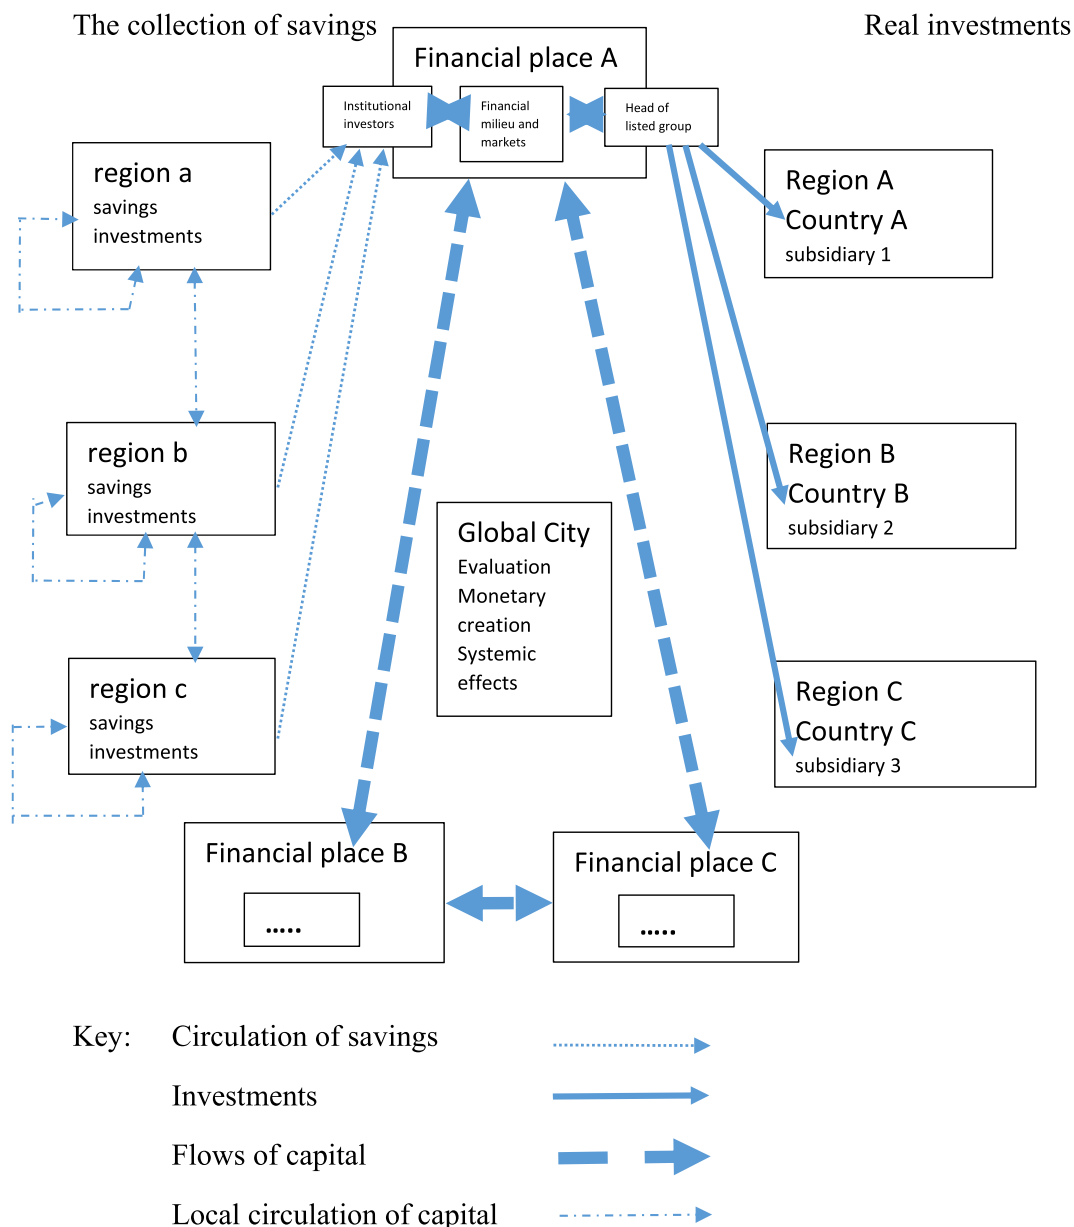 The collection of savings
Real investments
Financial place A
Institutional
investors
Financial
milieu and
markets
Head of
listed group
region a
savings
investments
Region A
Country A
subsidiary 1
region b
savings
investments
Region B
Country B
subsidiary 2
Global City
Evaluation
Monetary
creation
Systemic
effects
region c
savings
investments
Region C
Country C
subsidiary 3
Financial place B
.....
Financial place C
.....
Key: Circulation of savings
Investments
Flows of capital
Local circulation of capital